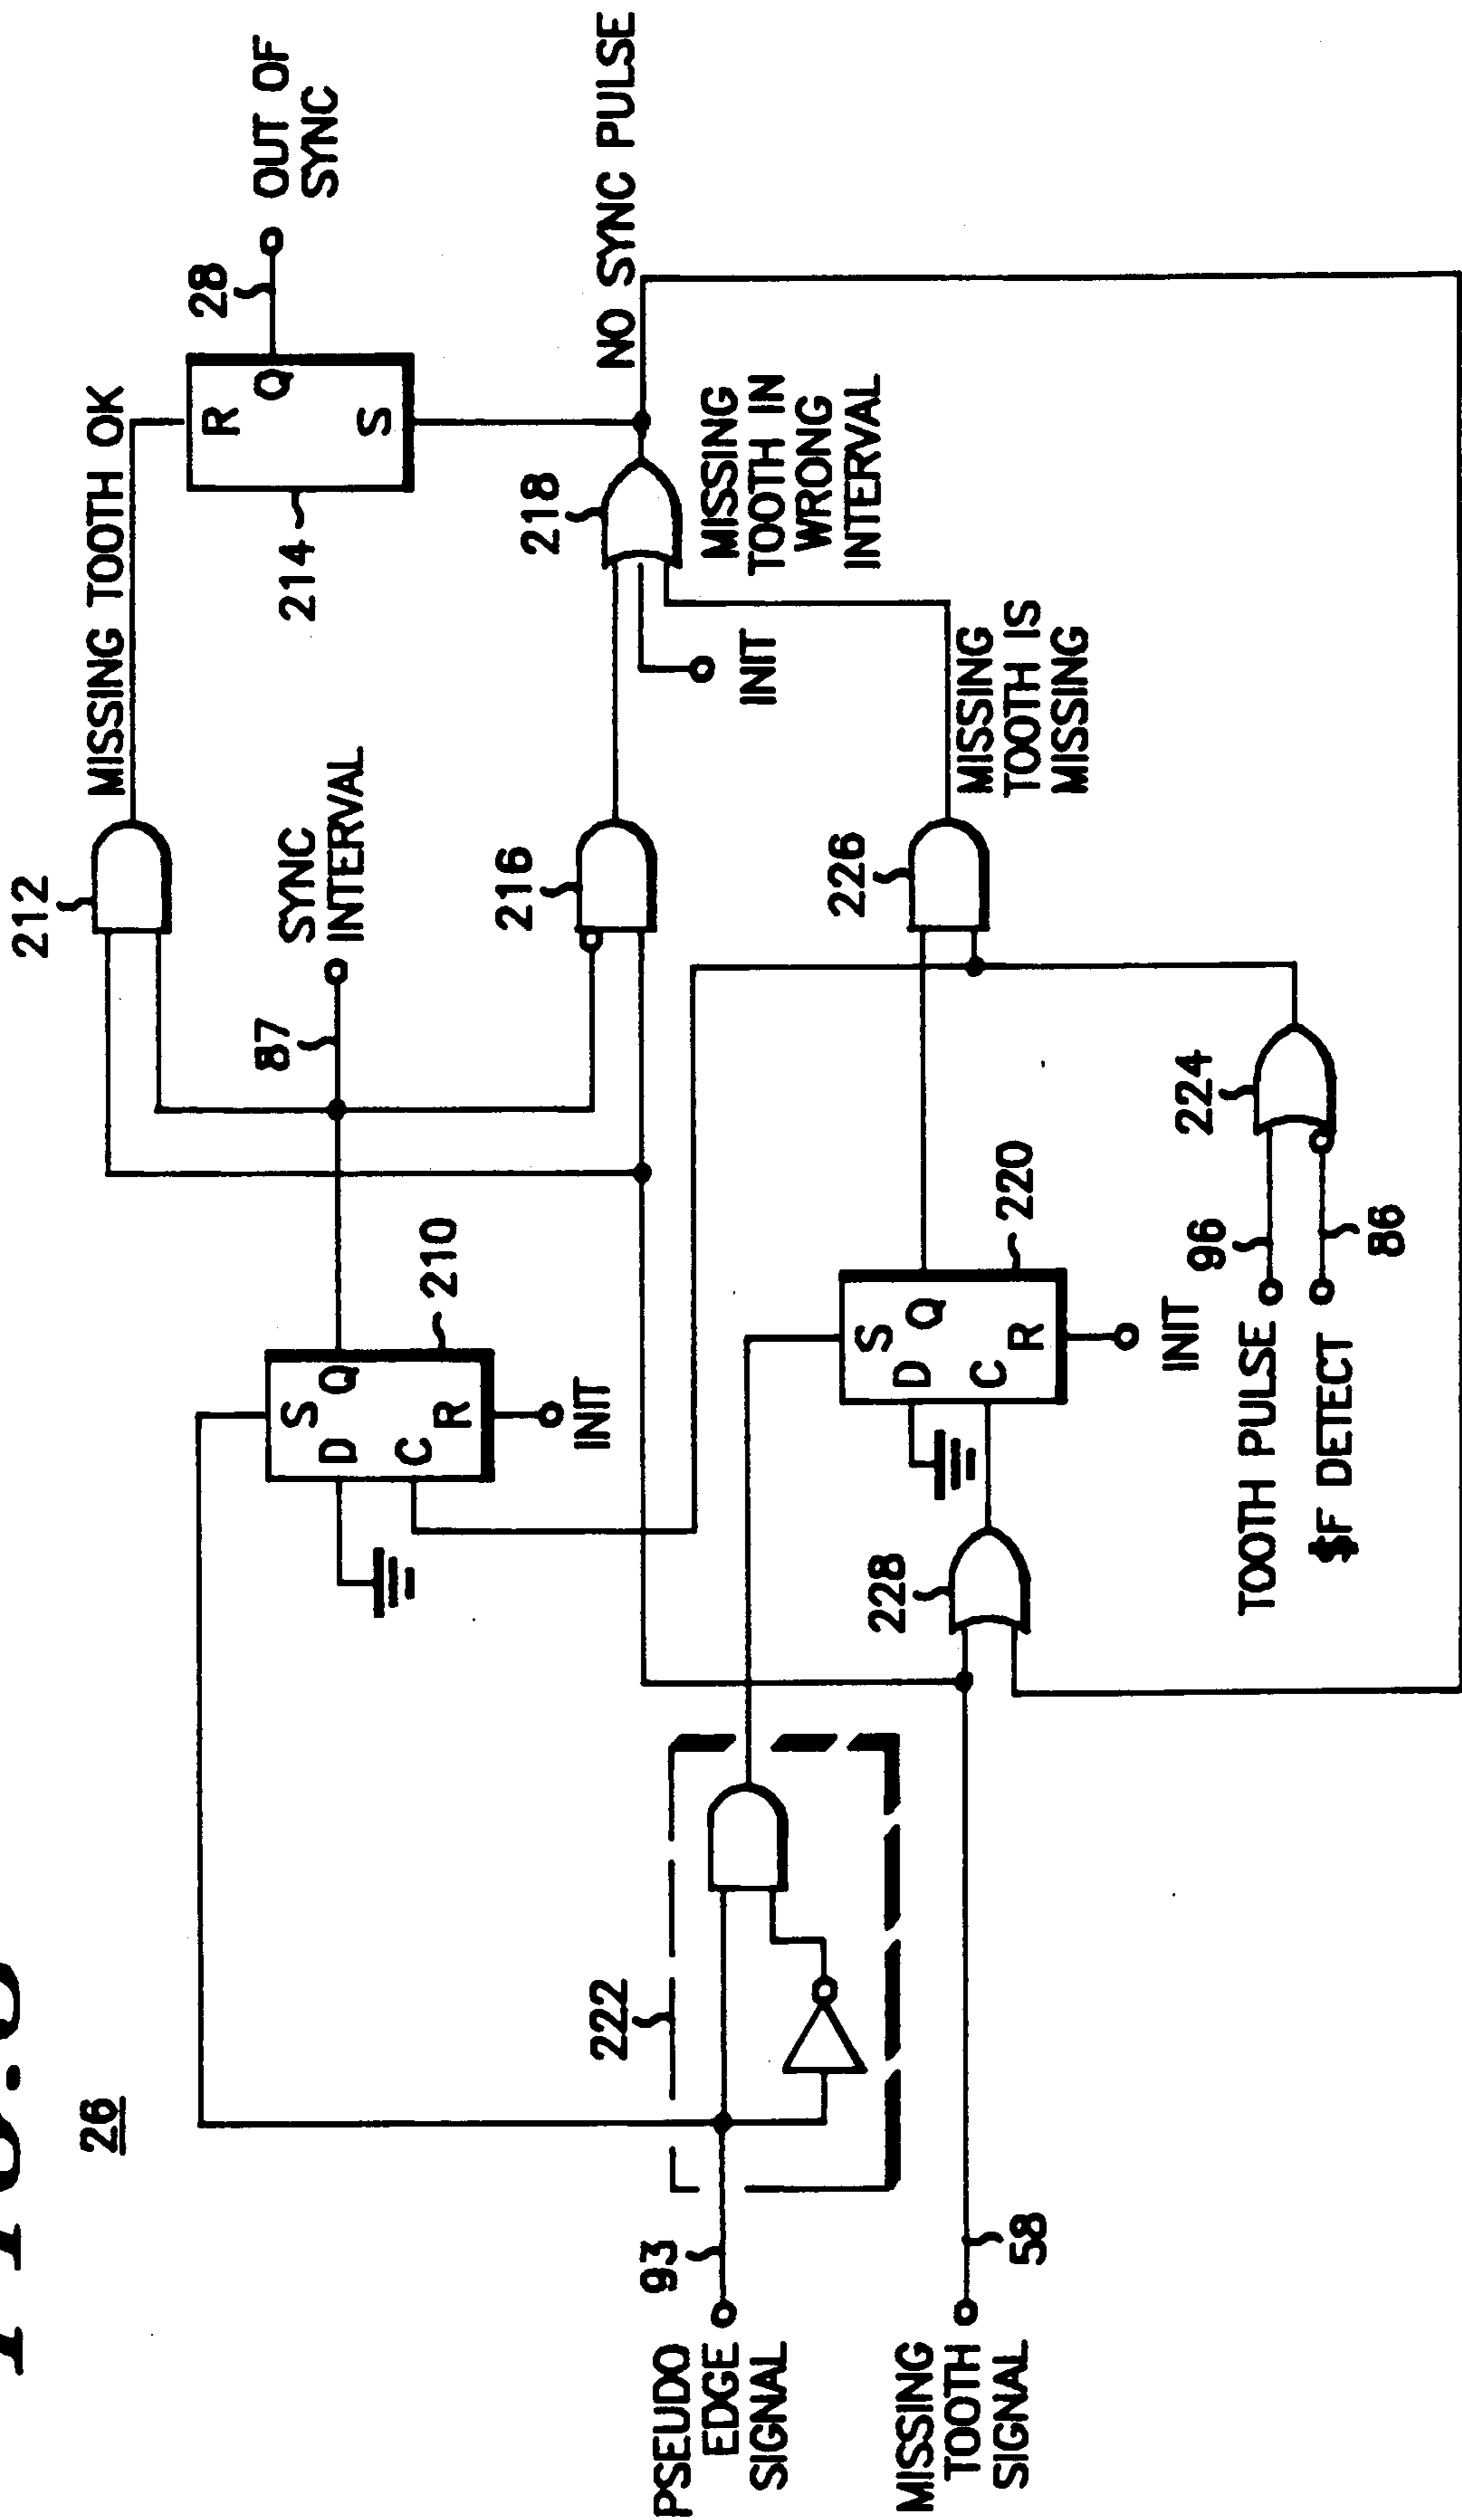 26
212
MISSING TOOTH OK
28
OUT OF
SYNC
R
Q
S
214
87
SYNC
INTERVAL
S
D Q
C
R
210
INIT
216
218
NO SYNC PULSE
MISSING
TOOTH IN
WRONG
INTERVAL
INIT
222
93
PSEUDO
EDGE
SIGNAL
226
MISSING
TOOTH IS
MISSING
S
D Q
C
R
220
INIT
228
MISSING
TOOTH
SIGNAL
58
224
96
TOOTH PULSE
$F DETECT
86